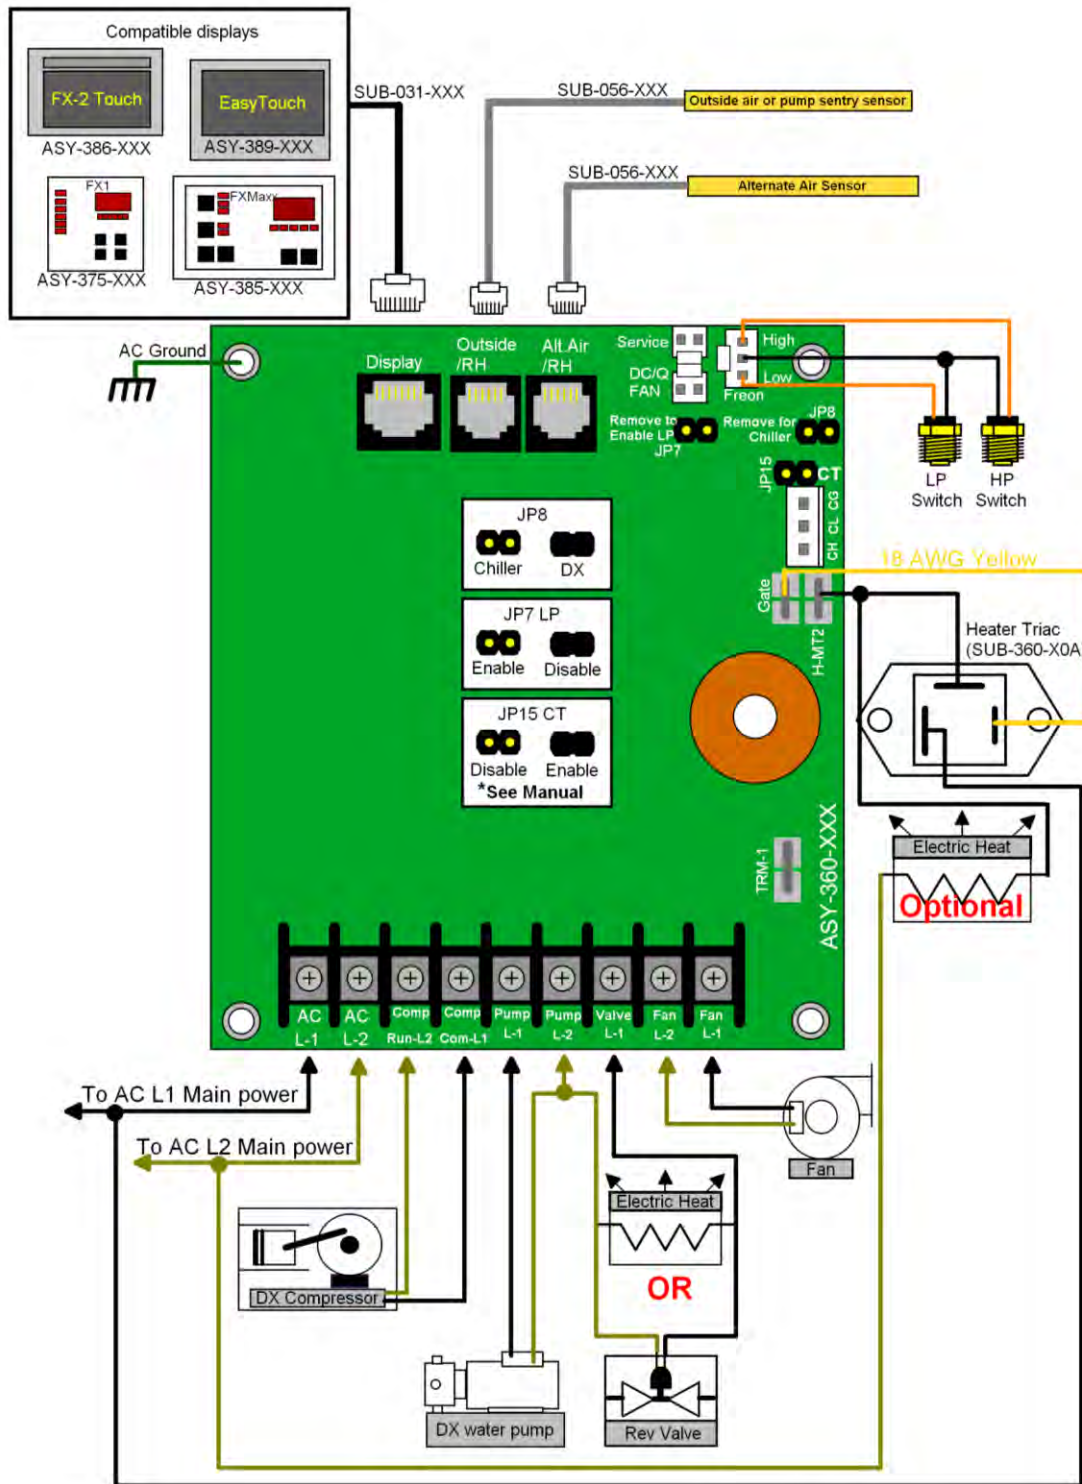 Compatible displays
FX-2 Touch
EasyTouch
ASY-386-XXX
ASY-389-XXX
FX1
FXMaxx
ASY-375-XXX
ASY-385-XXX
SUB-031-XXX
SUB-056-XXX
Outside air or pump sentry sensor
SUB-056-XXX
Alternate Air Sensor
AC Ground
Display
Outside
/RH
Alt.Air
/RH
Service
DC/Q
FAN
High
Low
Freon
Remove to
Enable LP
JP7
Remove for
Chiller
JP8
JP15
CT
CG
CL
CH
LP
Switch
HP
Switch
18 AWG Yellow
Gate
H-MT2
Heater Triac
(SUB-360-X0A
JP8
Chiller
DX
JP7 LP
Enable
Disable
JP15 CT
Disable
Enable
*See Manual
TRM-1
ASY-360-XXX
Electric Heat
Optional
AC
L-1
AC
L-2
Comp
Run-L2
Comp
Com-L1
Pump
L-1
Pump
L-2
Valve
L-1
Fan
L-2
Fan
L-1
To AC L1 Main power
To AC L2 Main power
Fan
Electric Heat
OR
DX Compressor
DX water pump
Rev Valve